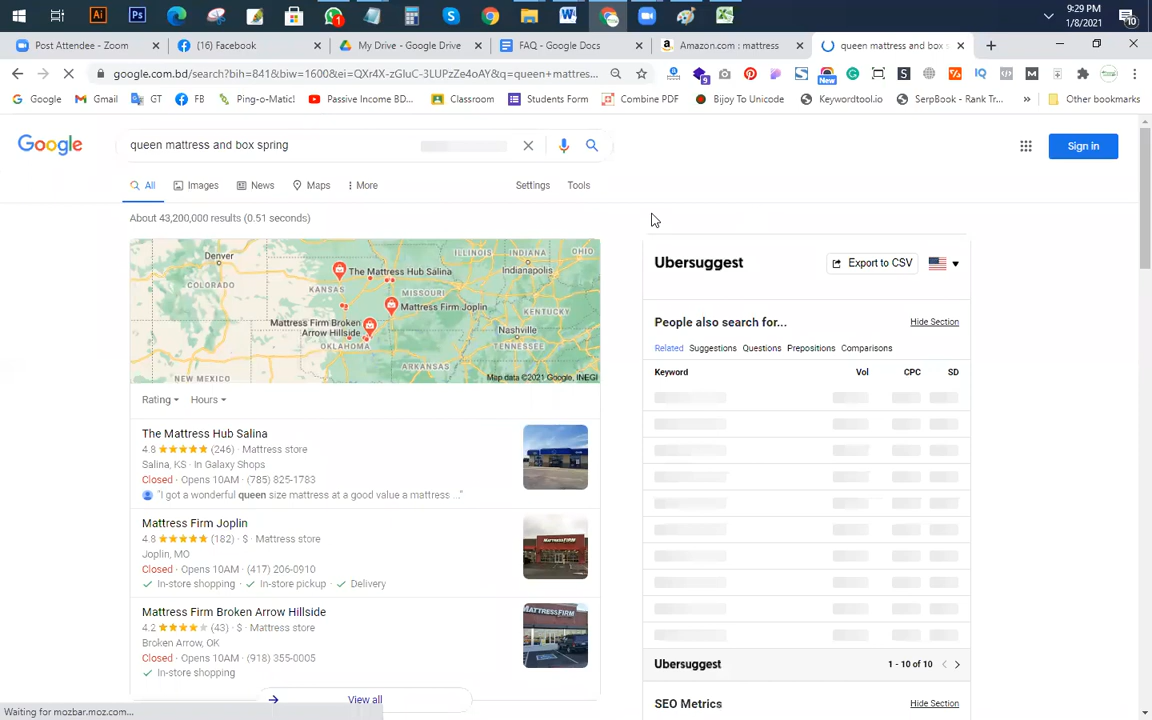 9:29 PM
1/8/2021
10
Post Attendee - Zoom
(16) Facebook
My Drive - Google Drive
FAQ - Google Docs
Amazon.com : mattress
queen mattress and box s
google.com.bd/search?bih=841&biw=1600&ei=QXr4X-zGIuC-3LUPzZe4oAY&q=queen+mattres...
9
New
Google
Gmail
GT
FB
Ping-o-Matic!
Passive Income BD...
Classroom
Students Form
Combine PDF
Bijoy To Unicode
Keywordtool.io
SerpBook - Rank Tr...
Other bookmarks
Google
queen mattress and box spring
Sign in
All
Images
News
Maps
More
Settings
Tools
About 43,200,000 results (0.51 seconds)
Denver
COLORADO
KANSAS
MISSOURI
ILLINOIS
INDIANA
OHIO
Indianapolis
The Mattress Hub Salina
Mattress Firm Joplin
KENTUCKY
Mattress Firm Broken
Arrow Hillside
Nashville
TENNESSEE
OKLAHOMA
ARKANSAS
NEW MEXICO
Map data ©2021 Google, INEGI
Rating
Hours
The Mattress Hub Salina
4.8 (246) · Mattress store
Salina, KS · In Galaxy Shops
Closed · Opens 10AM · (785) 825-1783
"I got a wonderful queen size mattress at a good value a mattress ..."
Mattress Firm Joplin
4.8 (182) · $ · Mattress store
Joplin, MO
Closed · Opens 10AM · (417) 206-0910
In-store shopping · In-store pickup · Delivery
Mattress Firm Broken Arrow Hillside
4.2 (43) · $ · Mattress store
Broken Arrow, OK
Closed · Opens 10AM · (918) 355-0005
In-store shopping
View all
Ubersuggest
Export to CSV
People also search for...
Hide Section
Related Suggestions Questions Prepositions Comparisons
Keyword Vol CPC SD
Ubersuggest
1 - 10 of 10
SEO Metrics
Hide Section
Waiting for mozbar.moz.com...